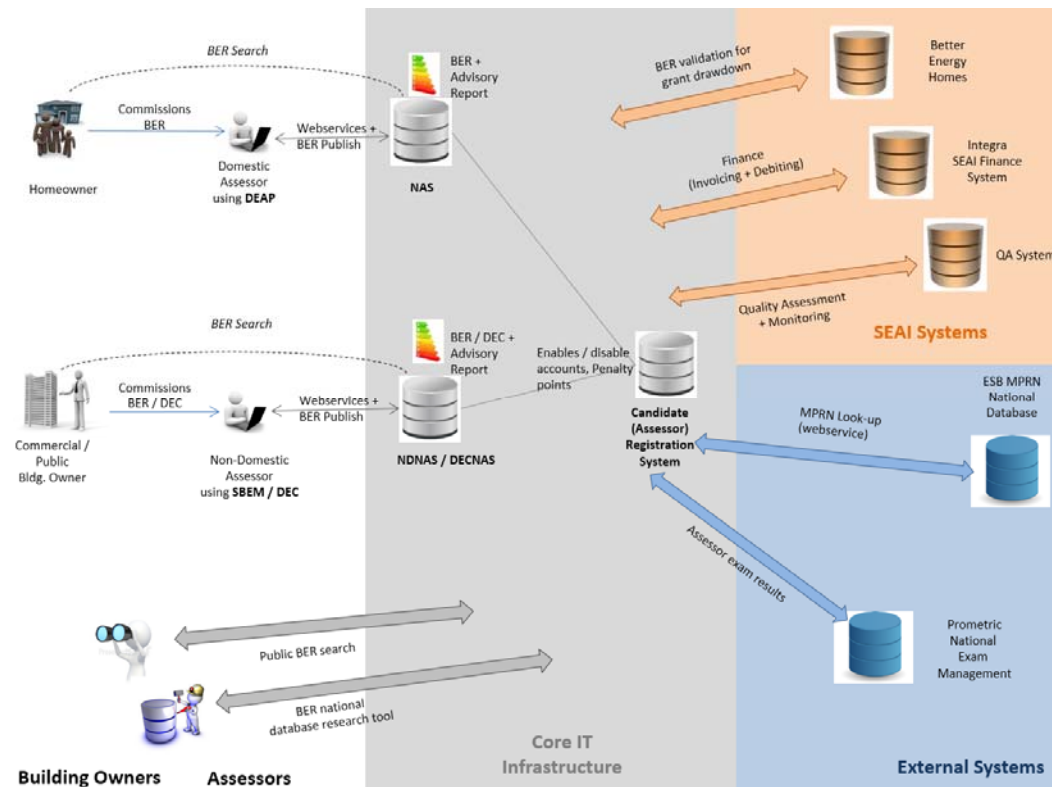 BER Search
BER +
Advisory
Report
Commissions
BER
Webservices +
BER Publish
Homeowner
Domestic
Assessor
using DEAP
NAS
BER validation for
grant drawdown
Better
Energy
Homes
Finance
(Invoicing + Debiting)
Integra
SEAI Finance
System
QA System
Quality Assessment
+ Monitoring
SEAI Systems
BER Search
BER / DEC +
Advisory
Report
Enables / disable
accounts, Penalty
points
Commissions
BER / DEC
Webservices +
BER Publish
Commercial /
Public
Bldg. Owner
Non-Domestic
Assessor
using SBEM / DEC
NDNAS / DECNAS
Candidate
(Assessor)
Registration
System
MPRN Look-up
(webservice)
ESB MPRN
National
Database
Assessor exam results
Prometric
National
Exam
Management
Public BER search
BER national
database research tool
Building Owners
Assessors
Core IT
Infrastructure
External Systems